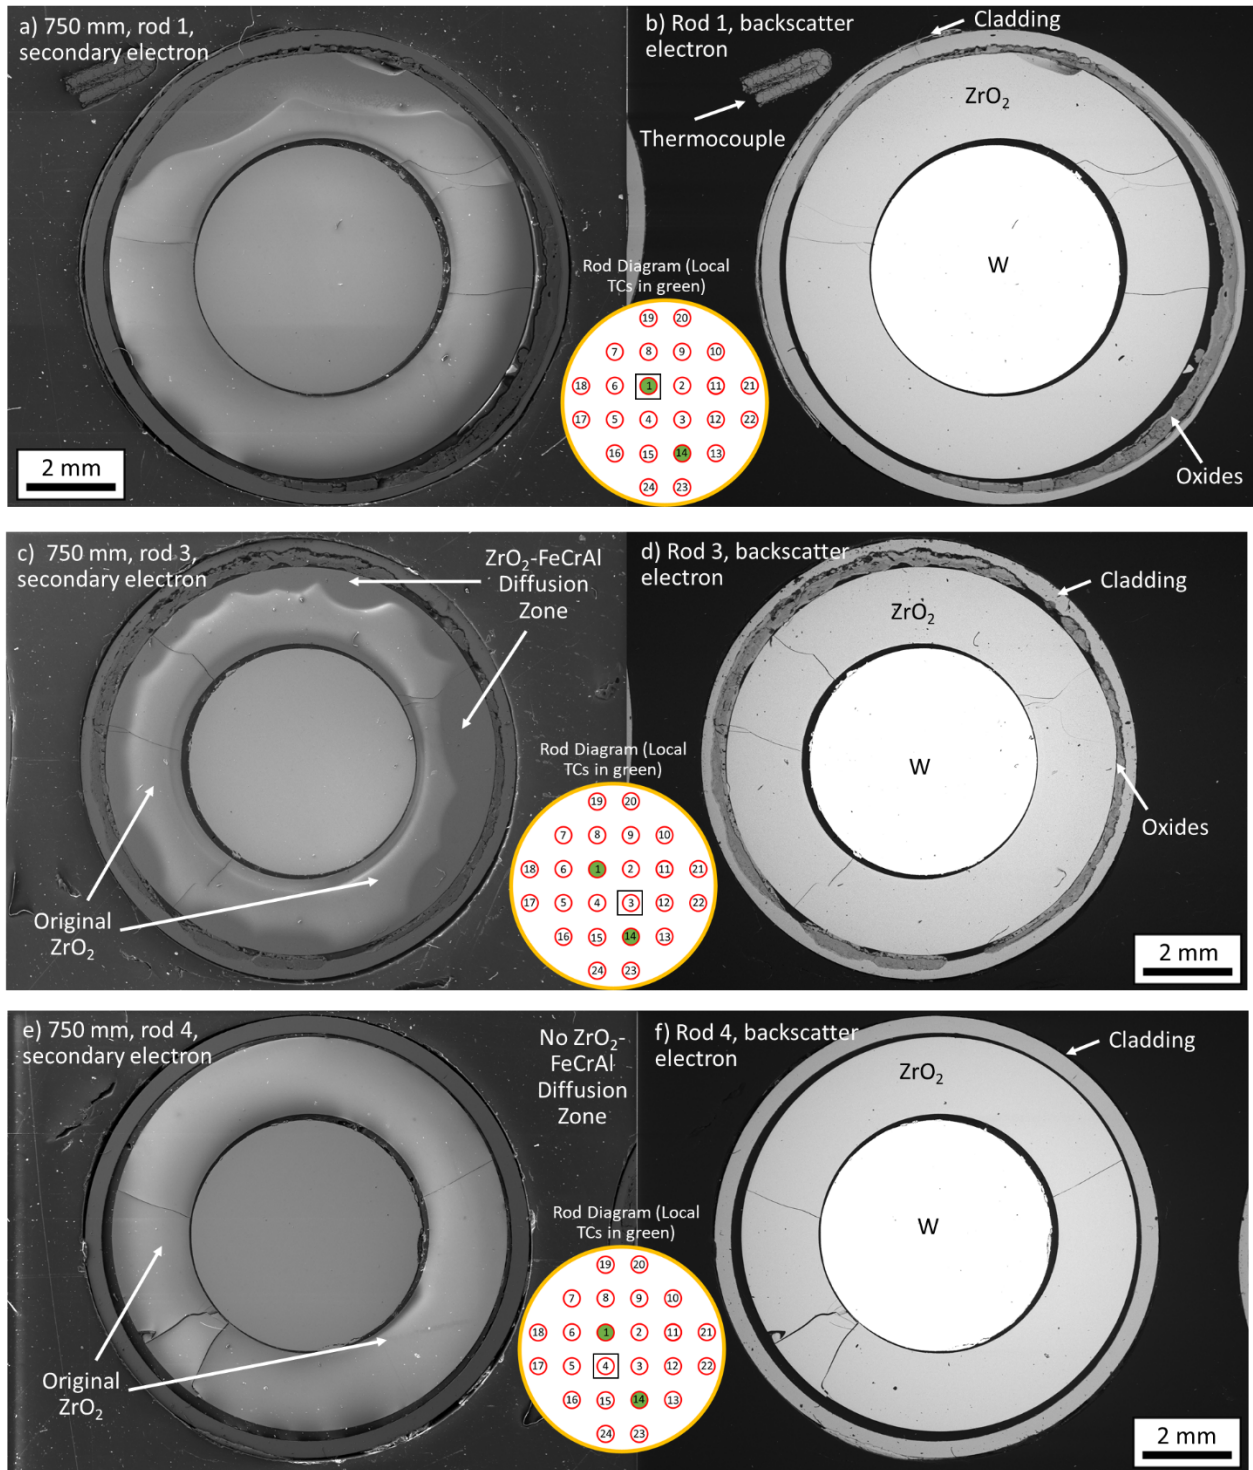 a) 750 mm, rod 1,
secondary electron
b) Rod 1, backscatter
electron
Cladding
ZrO2
Thermocouple
W
Oxides
2 mm
Rod Diagram (Local
TCs in green)
19 20
7 8 9 10
18 6 1 2 11 21
17 5 4 3 12 22
16 15 14 13
24 23
c) 750 mm, rod 3,
secondary electron
ZrO2-FeCrAl
Diffusion
Zone
d) Rod 3, backscatter
electron
Cladding
ZrO2
W
Oxides
Original
ZrO2
Rod Diagram (Local
TCs in green)
19 20
7 8 9 10
18 6 1 2 11 21
17 5 4 3 12 22
16 15 14 13
24 23
2 mm
e) 750 mm, rod 4,
secondary electron
No ZrO2-
FeCrAl
Diffusion
Zone
f) Rod 4, backscatter
electron
Cladding
ZrO2
W
Original
ZrO2
Rod Diagram (Local
TCs in green)
19 20
7 8 9 10
18 6 1 2 11 21
17 5 4 3 12 22
16 15 14 13
24 23
2 mm